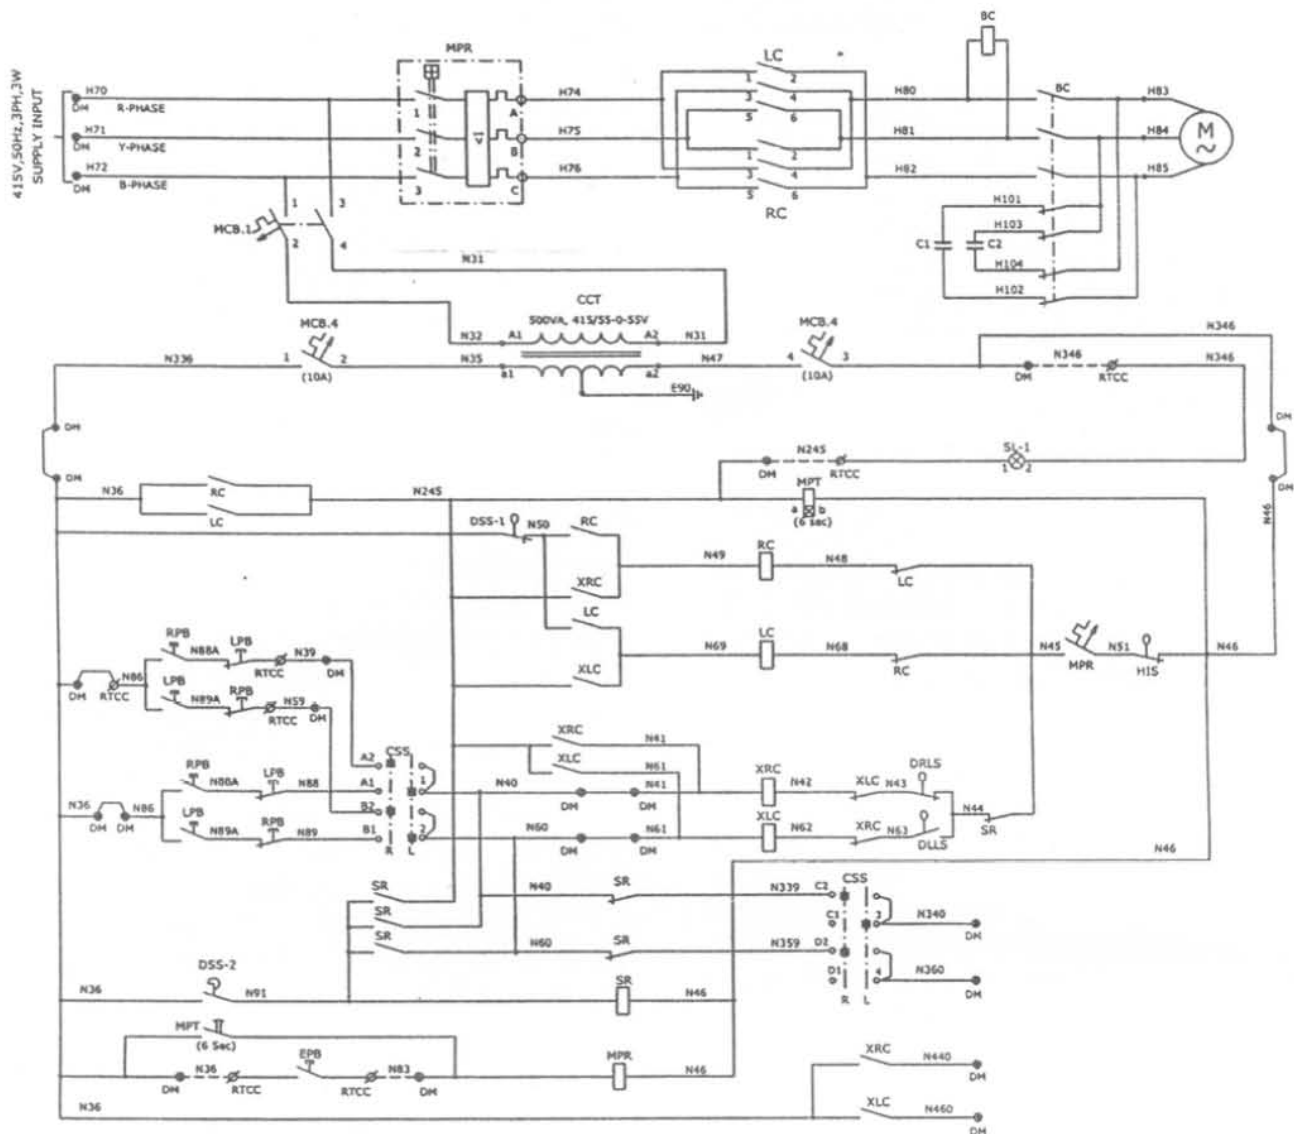 BC
MPR
LC
415V,50Hz,3PH,3W
SUPPLY INPUT
H70
DM
R-PHASE
H71
DM
Y-PHASE
H72
DM
B-PHASE
1
2
3
<I
A
B
C
H74
H75
H76
1 2
3 4
5 6
1 2
3 4
5 6
RC
H80
H81
H82
BC
H83
H84
H85
M
~
H101
H103
C1
C2
H104
H102
MCB.1
1 3
2 4
N31
CCT
500VA, 415/55-0-55V
N32 A1 A2 N31
MCB.4
N336
1 2
(10A)
N35
a1 a2
N47
MCB.4
4 3
(10A)
E90
N346
N346
N346
DM
RTCC
DM
DM
DM
DM
N46
N245
DM
RTCC
SL-1
1 2
N36
RC
LC
N245
MPT
a b
(6 sec)
DSS-1
N50
RC
XRC
N49
RC
N48
LC
LC
XLC
N69
LC
N68
RC
N45
MPR
N51
HIS
N46
RPB
N88A
LPB
N39
RTCC
DM
DM
RTCC
N86
LPB
N89A
RPB
N59
RTCC
DM
RPB
N88A
LPB
N88
N36
DM
DM
N86
LPB
N89A
RPB
N89
A2
A1
B2
B1
CSS
1
2
R L
N40
N60
XRC
XLC
N41
N61
DM
DM
N41
DM
DM
N61
XRC
N42
XLC
N43
DRLS
XLC
N62
XRC
N63
DLLS
N44
SR
N46
SR
SR
SR
N40
SR
N339
N60
SR
N359
CSS
C2
C1
D2
D1
3
4
R L
N340
DM
N360
DM
DSS-2
N36
N91
SR
N46
MPT
(6 Sec)
DM
N36
RTCC
EPB
RTCC
N83
DM
MPR
N46
XRC
N440
DM
N36
XLC
N460
DM